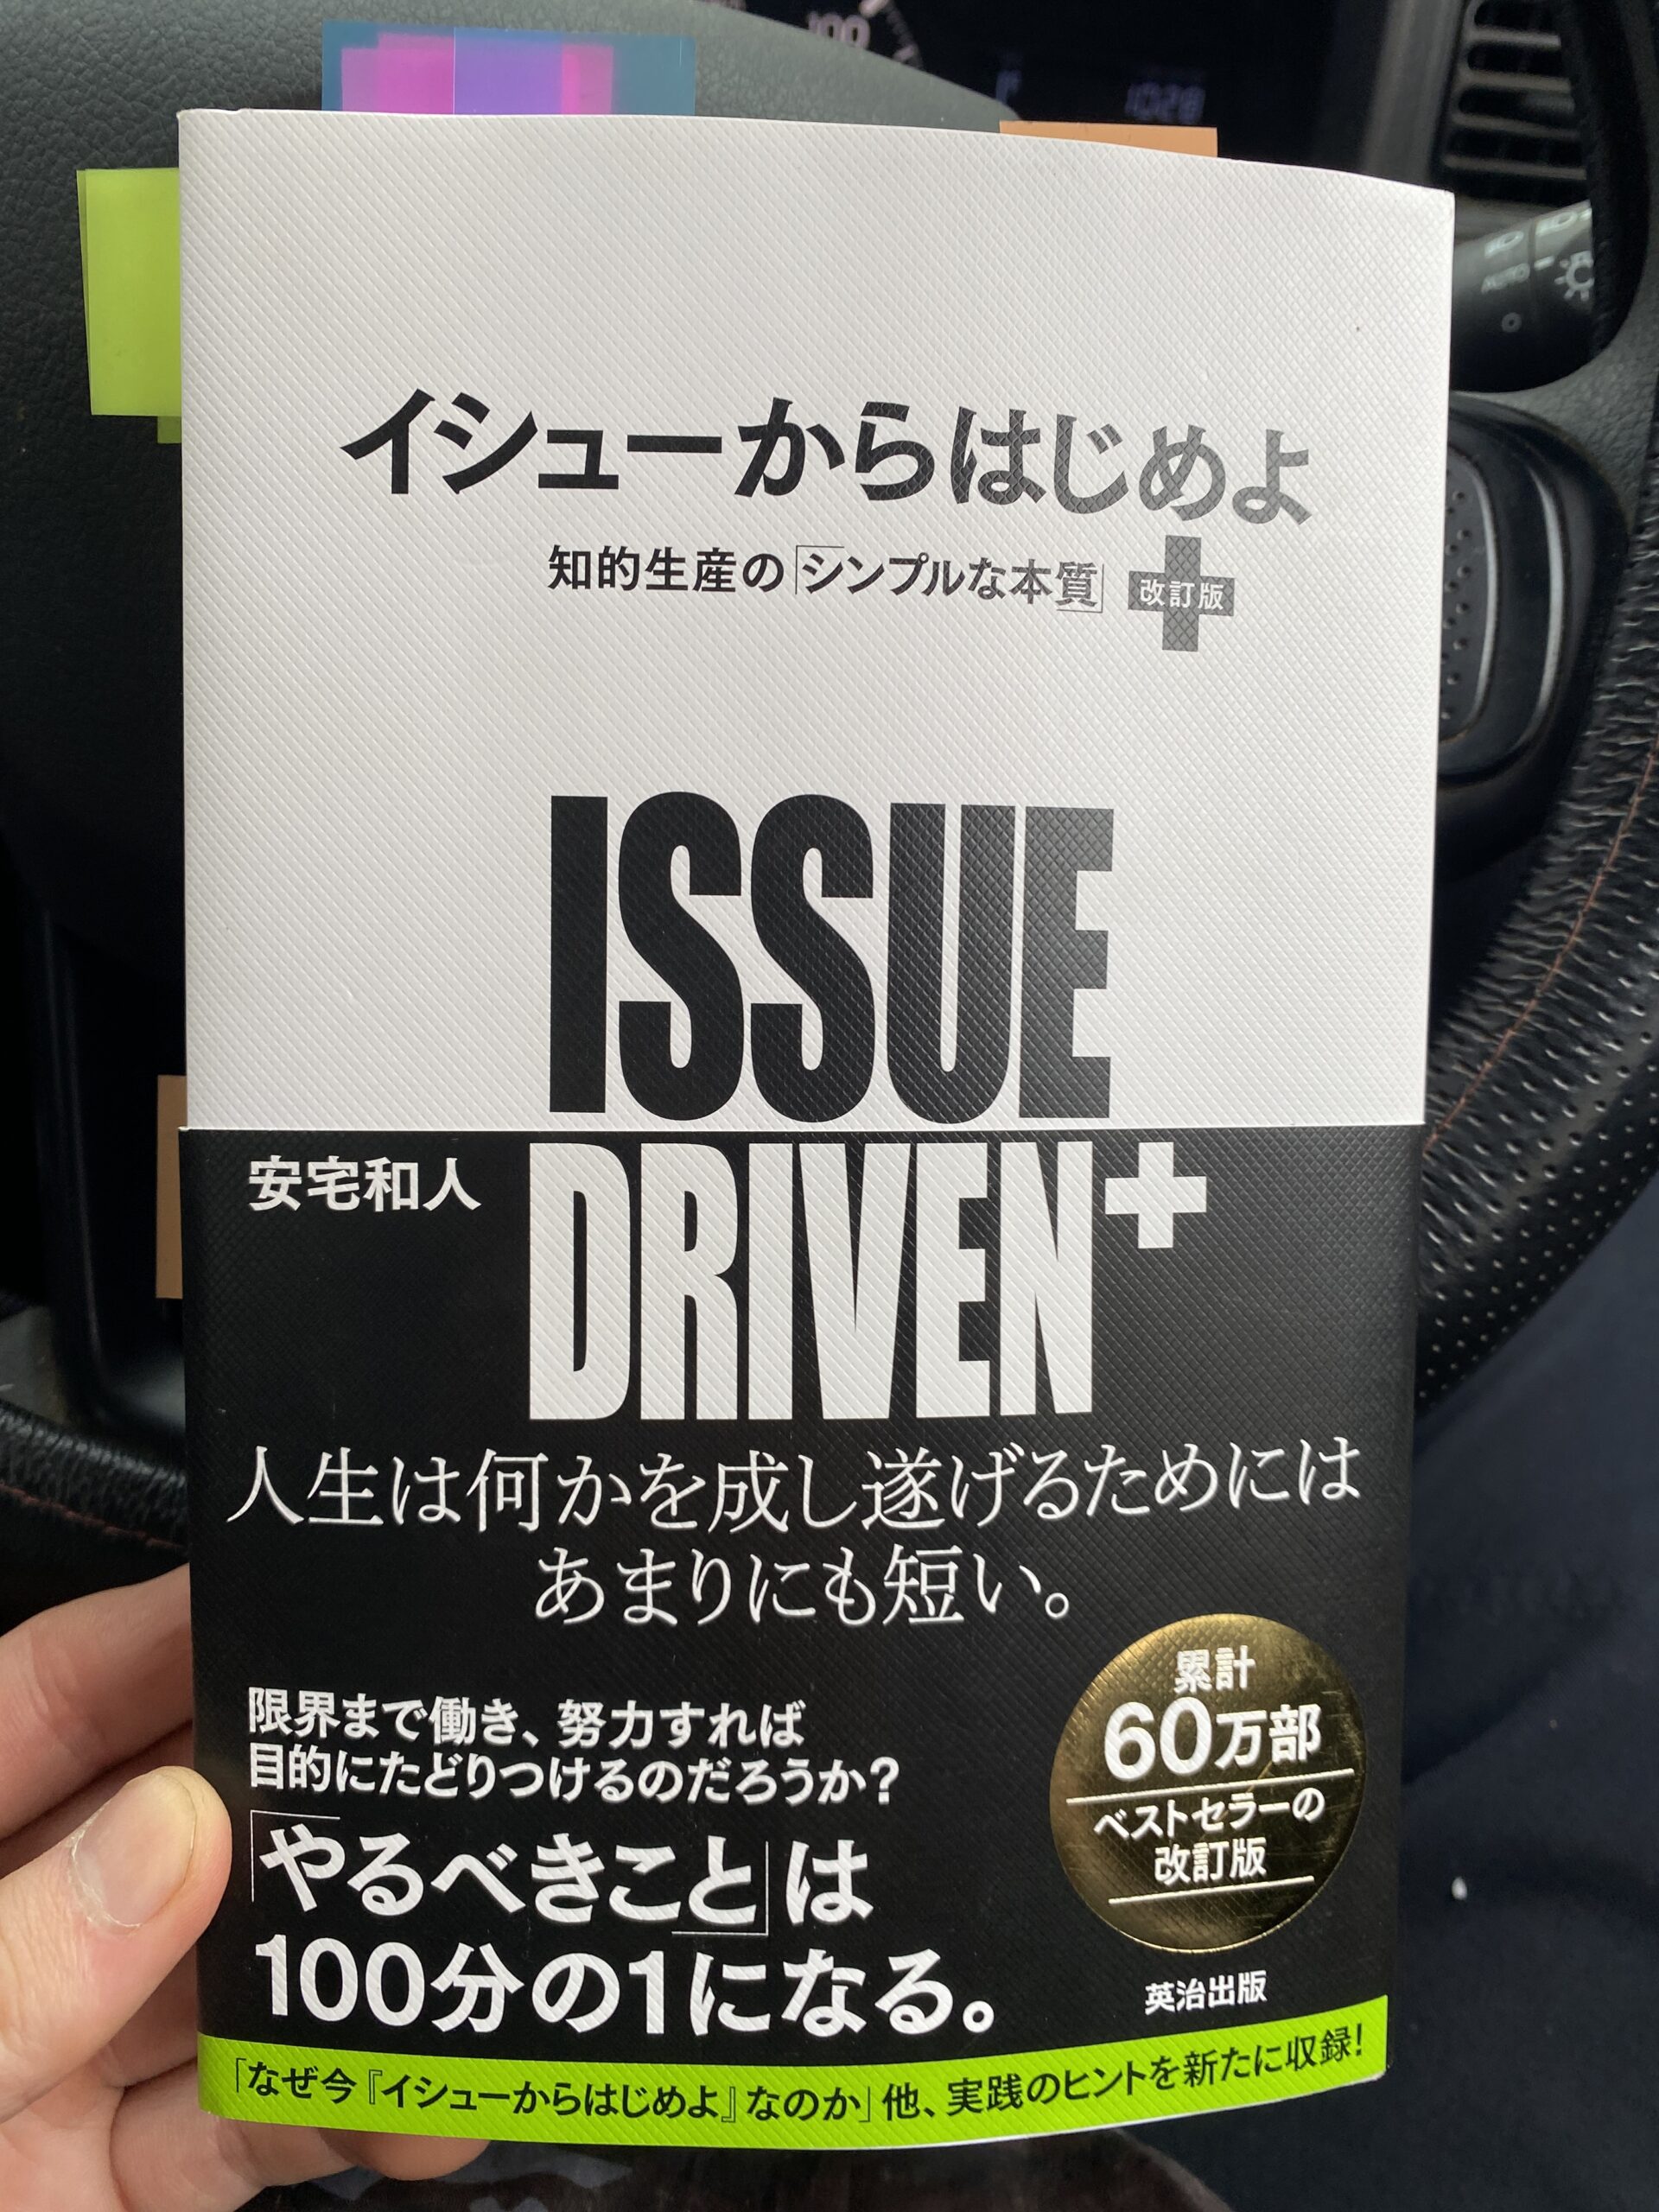 100
10:28
イシューからはじめよ
知的生産の「シンプルな本質」
改訂版
ISSUE
DRIVEN+
安宅和人
人生は何かを成し遂げるためには
あまりにも短い。
限界まで働き、努力すれば
目的にたどりつけるのだろうか？
「やるべきこと」は
100分の1になる。
累計
60万部
ベストセラーの
改訂版
英治出版
「なぜ今『イシューからはじめよ』なのか」他、実践のヒントを新たに収録！